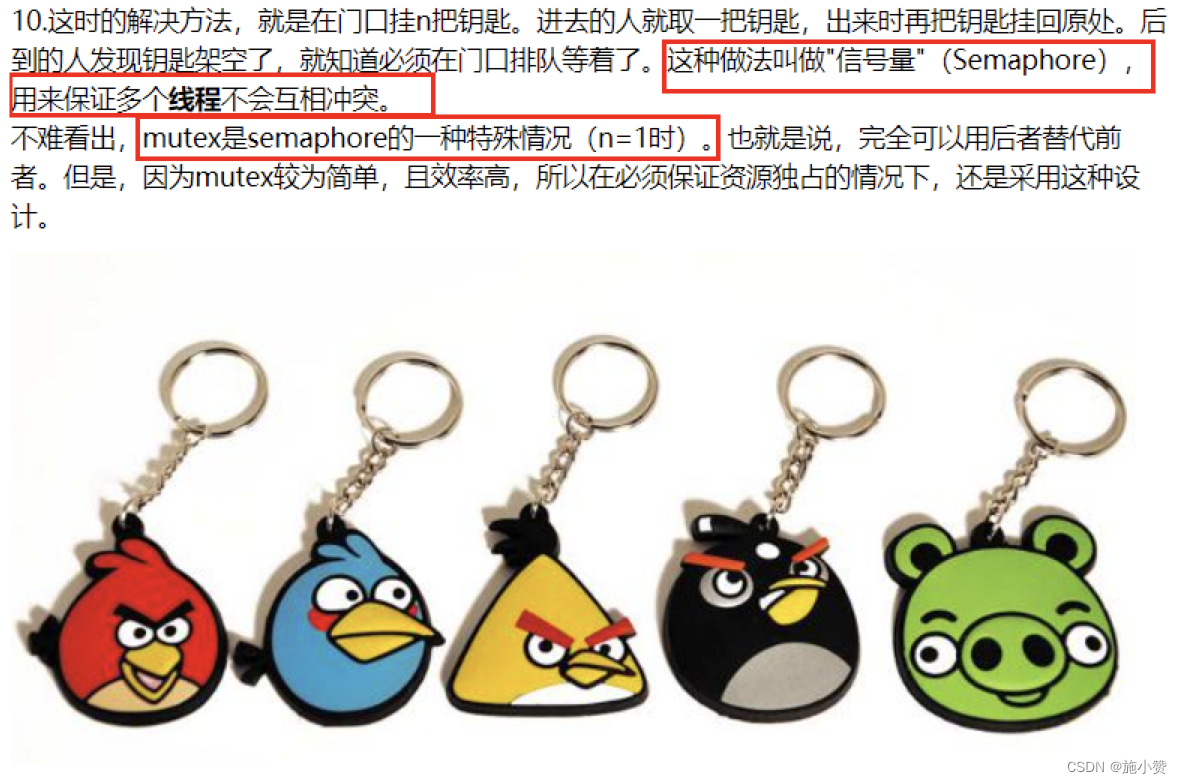 10.这时的解决方法，就是在门口挂n把钥匙。进去的人就取一把钥匙，出来时再把钥匙挂回原处。后
到的人发现钥匙架空了，就知道必须在门口排队等着了。这种做法叫做"信号量"（Semaphore），
用来保证多个线程不会互相冲突。
不难看出，mutex是semaphore的一种特殊情况（n=1时）。也就是说，完全可以用后者替代前
者。但是，因为mutex较为简单，且效率高，所以在必须保证资源独占的情况下，还是采用这种设
计。
CSDN @施小赞